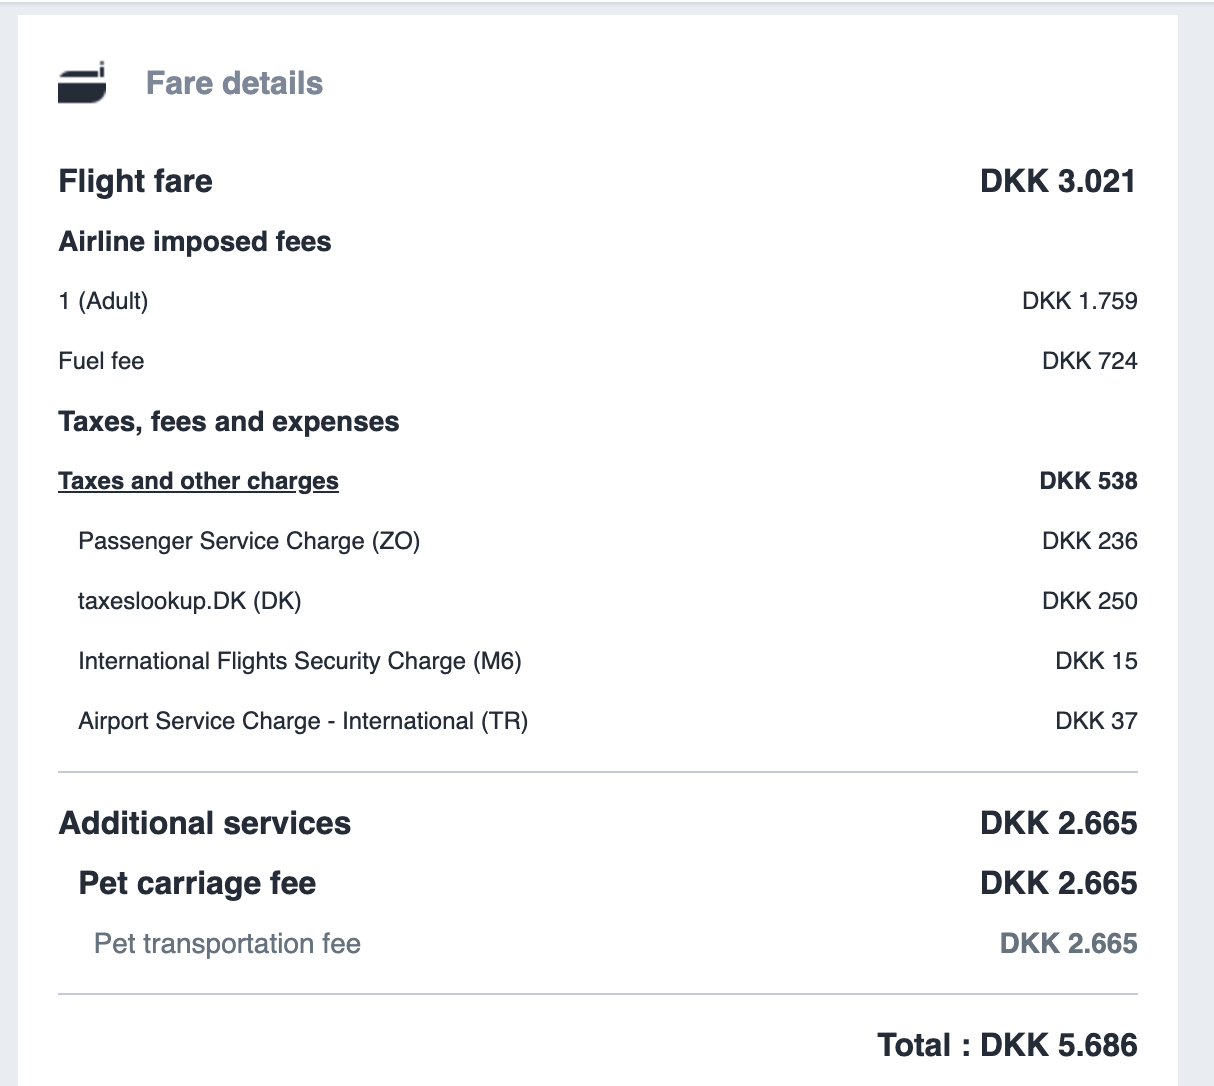 Fare details
Flight fare DKK 3.021
Airline imposed fees
1 (Adult) DKK 1.759
Fuel fee DKK 724
Taxes, fees and expenses
Taxes and other charges DKK 538
Passenger Service Charge (ZO) DKK 236
taxeslookup.DK (DK) DKK 250
International Flights Security Charge (M6) DKK 15
Airport Service Charge - International (TR) DKK 37
Additional services DKK 2.665
Pet carriage fee DKK 2.665
Pet transportation fee DKK 2.665
Total : DKK 5.686